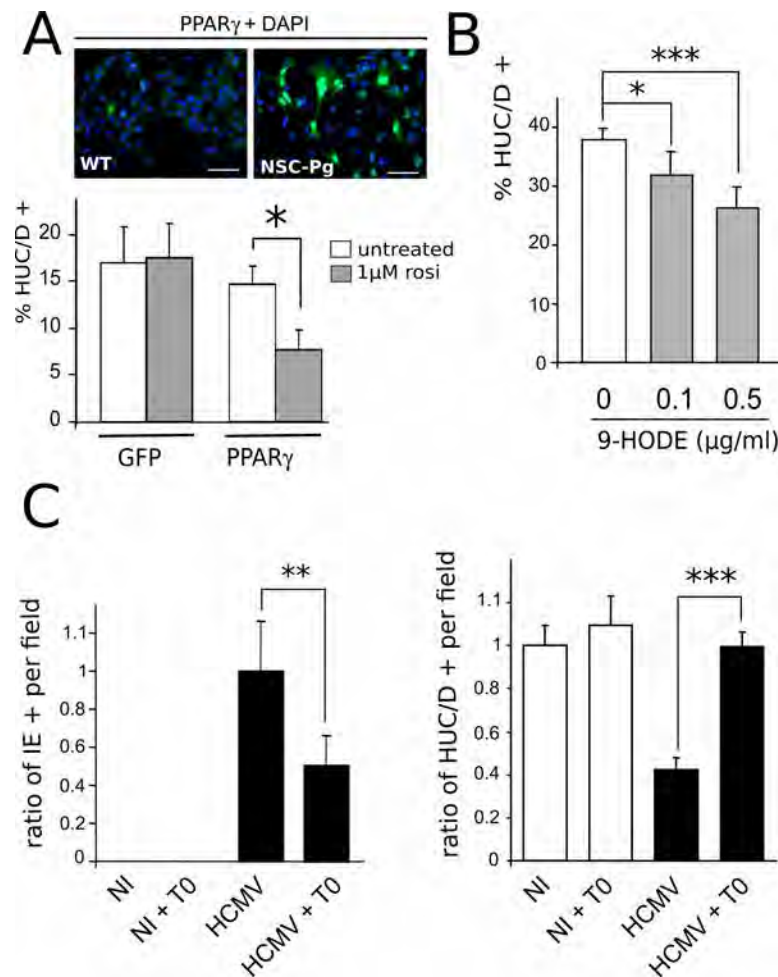 A
PPARγ + DAPI
WT
NSC-Pg
% HUC/D +
20
15
10
5
0
*
untreated
1µM rosi
GFP
PPARγ
B
% HUC/D +
40
30
20
10
0
*
***
0 0.1 0.5
9-HODE (µg/ml)
C
ratio of IE + per field
1.1
1
0.8
0.6
0.4
0.2
0
**
NI
NI + T0
HCMV
HCMV + T0
ratio of HUC/D + per field
1.1
1
0.8
0.4
0.2
0
***
NI
NI + T0
HCMV
HCMV + T0